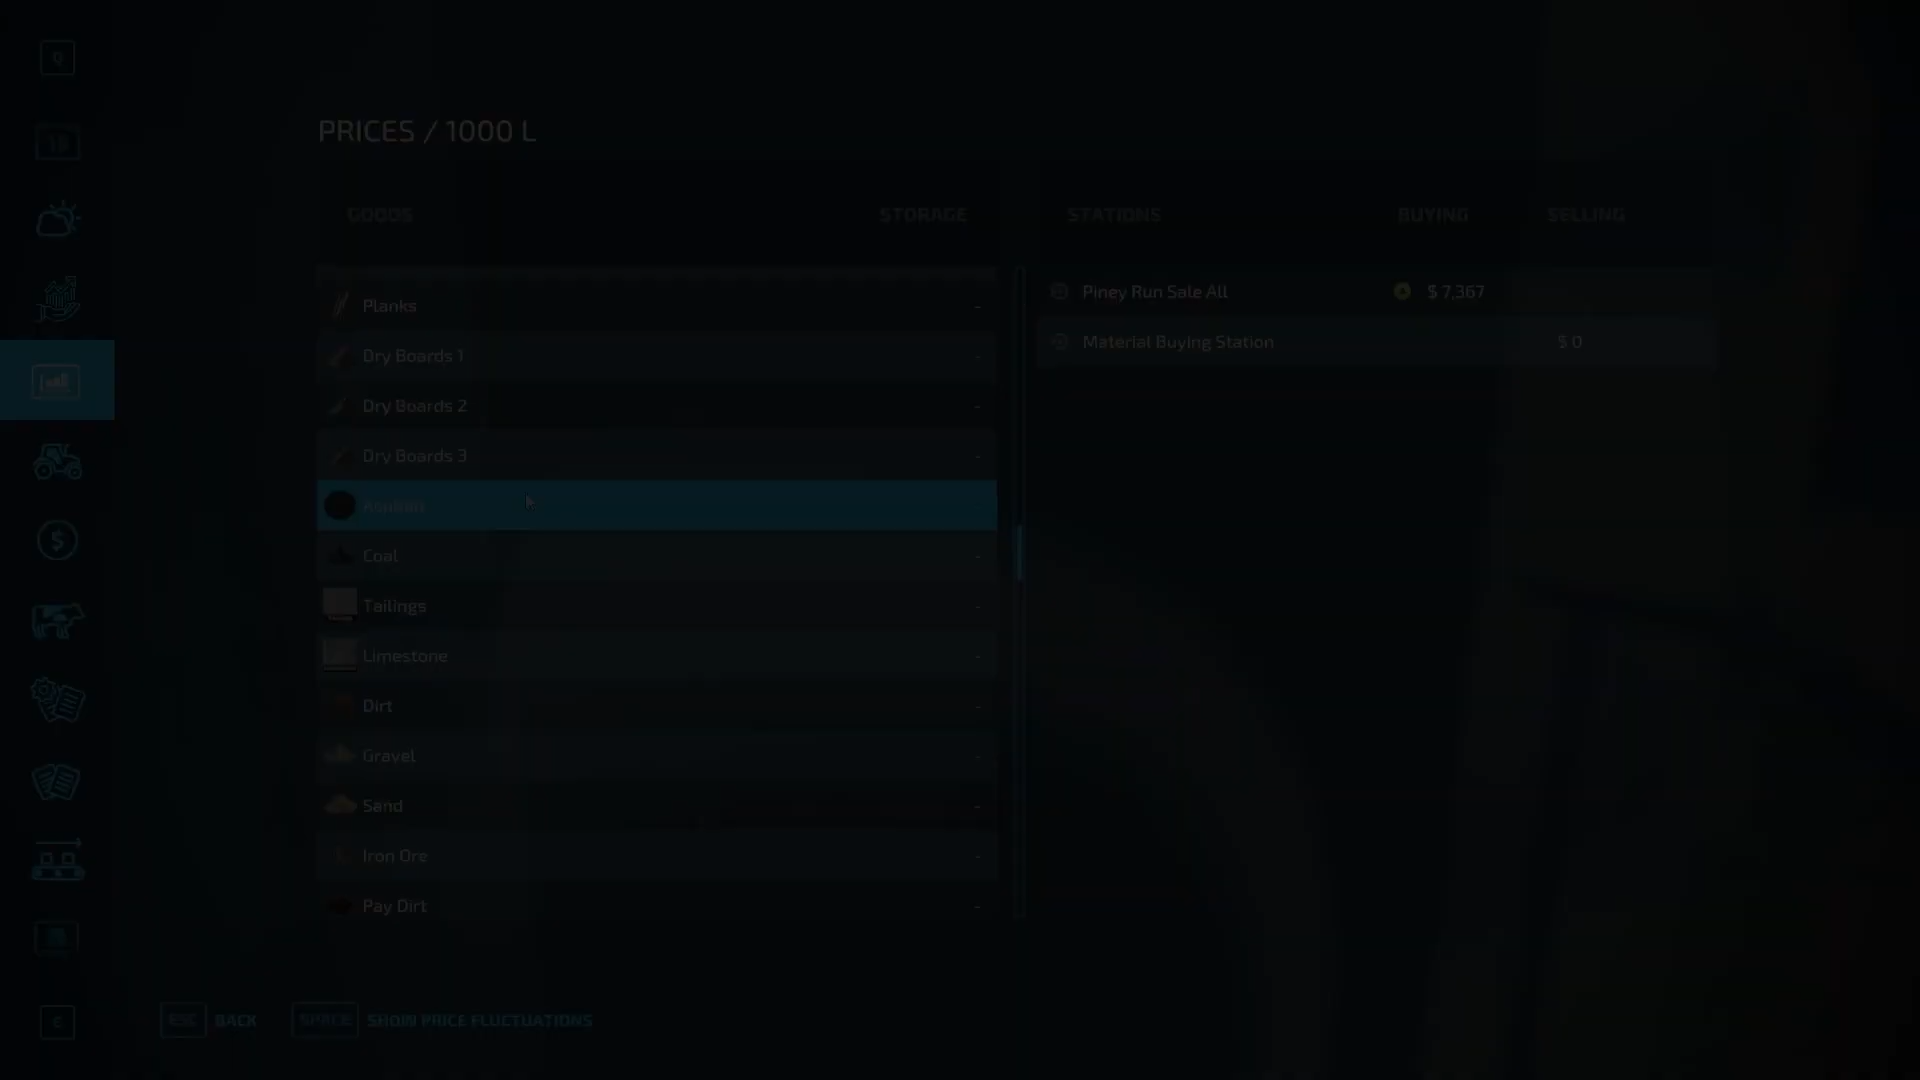 Q
15
PRICES / 1000 L
GOODS STORAGE STATIONS BUYING SELLING
Piney Run Sale All $ 7,367
Planks -
Material Buying Station $ 0
Dry Boards 1 -
Dry Boards 2 -
Dry Boards 3 -
Asphalt
Coal -
Tailings -
Limestone -
Dirt -
Gravel -
Sand -
Iron Ore -
Pay Dirt -
E
ESC BACK SPACE SHOW PRICE FLUCTUATIONS